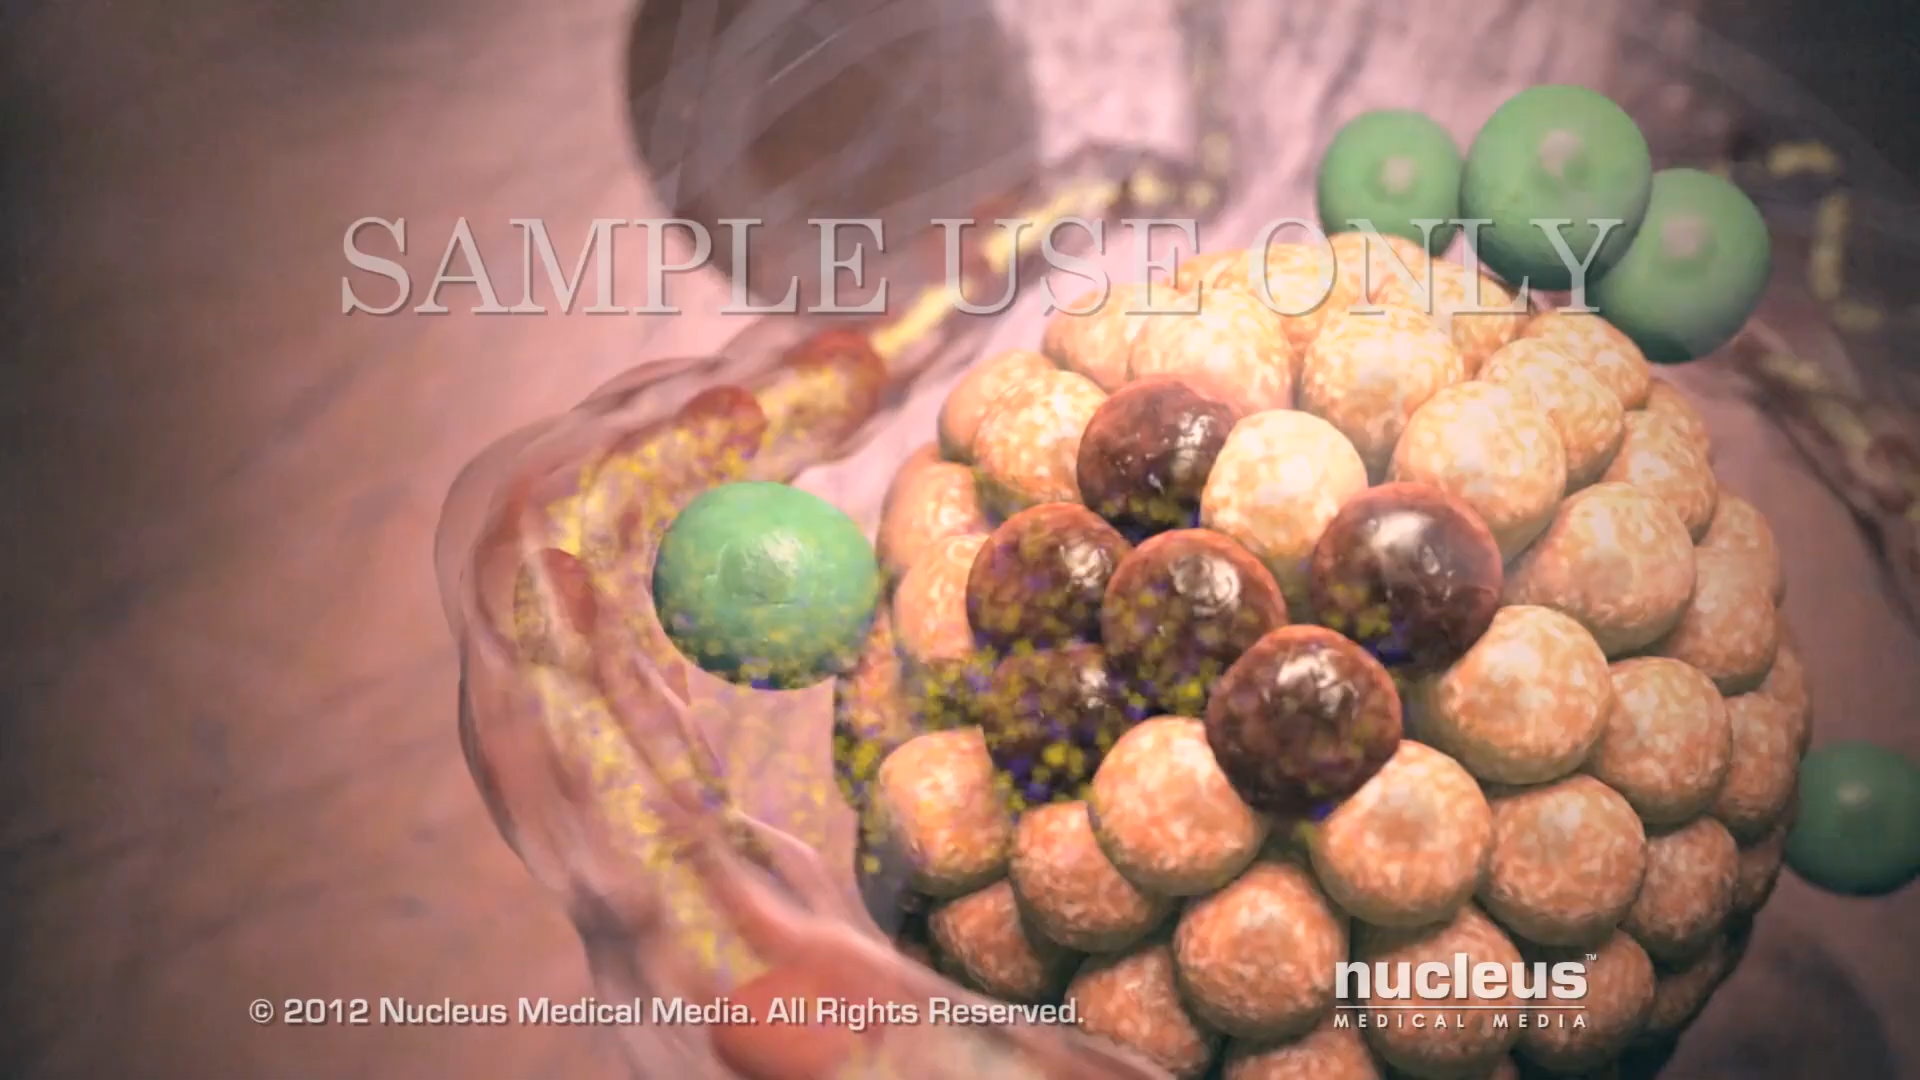 SAMPLE USE ONLY
nucleus™
MEDICAL MEDIA
© 2012 Nucleus Medical Media. All Rights Reserved.